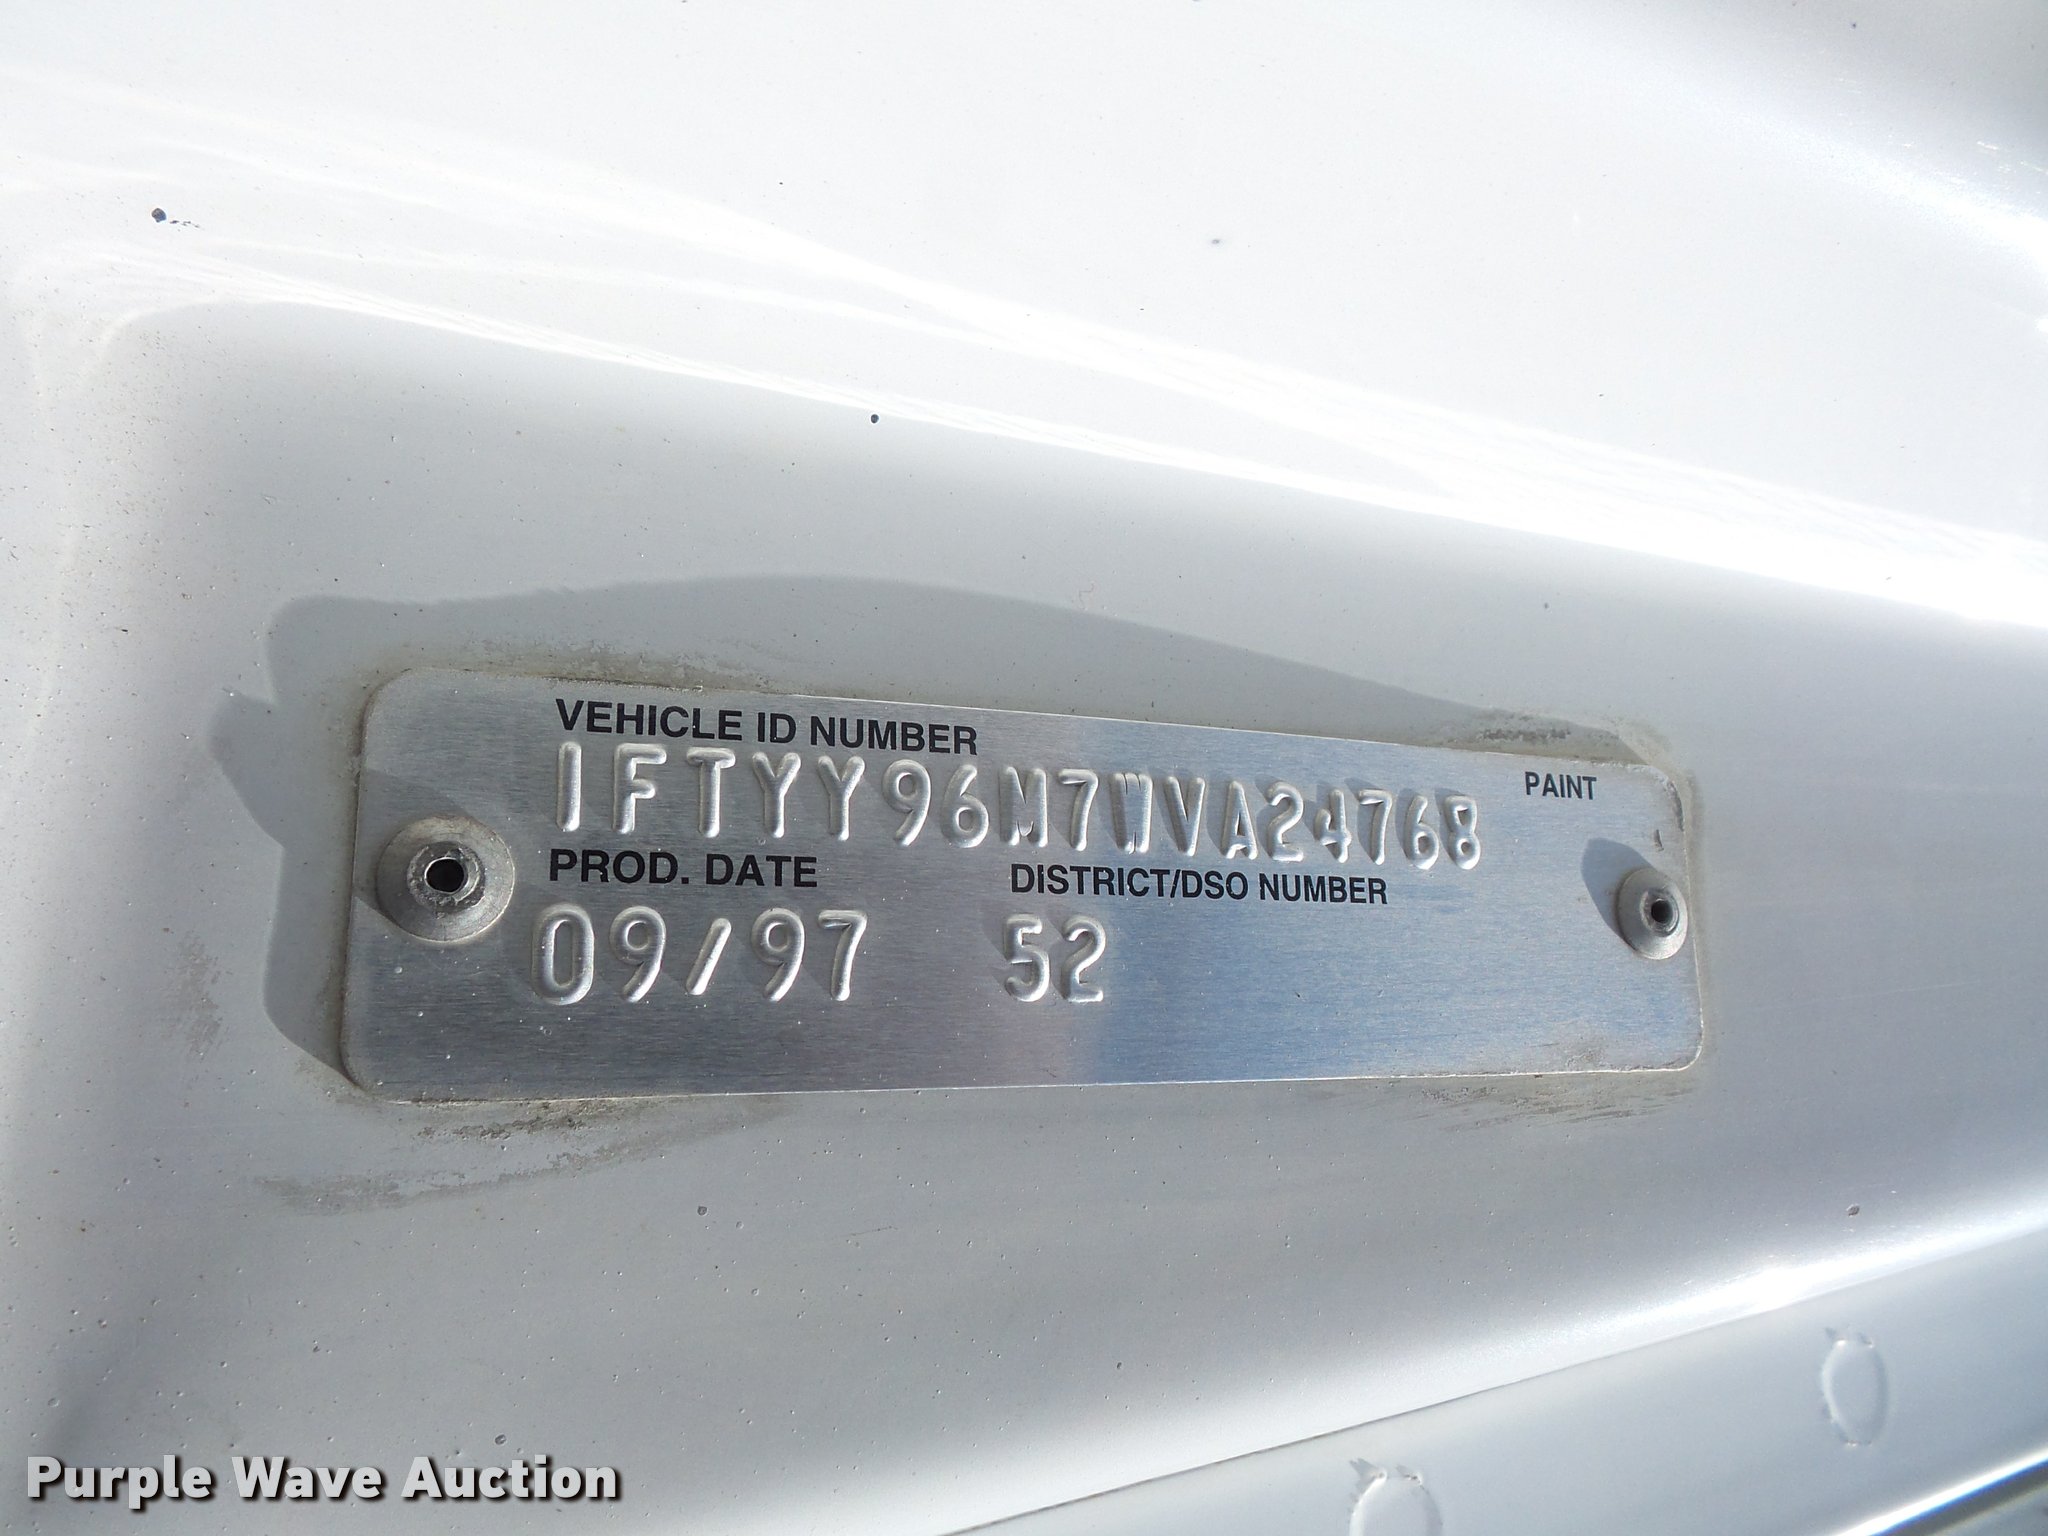 VEHICLE ID NUMBER
1FTYY96M7WVA24768
PAINT
PROD. DATE
DISTRICT/DSO NUMBER
09/97
52
Purple Wave Auction